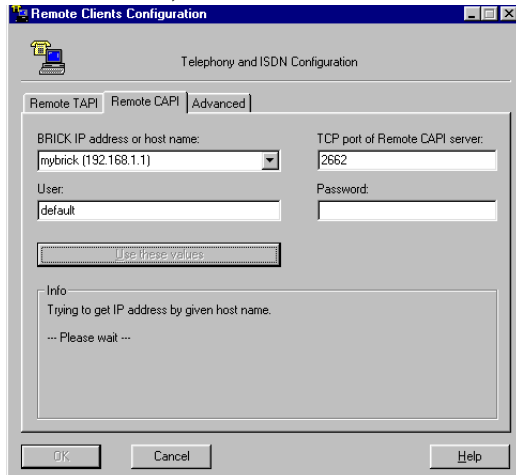 Remote Clients Configuration
Telephony and ISDN Configuration
Remote TAPI Remote CAPI Advanced
BRICK IP address or host name: TCP port of Remote CAPI server:
mybrick (192.168.1.1) 2662
User: Password:
default
Use these values
Info
Trying to get IP address by given host name.
--- Please wait ---
OK Cancel Help